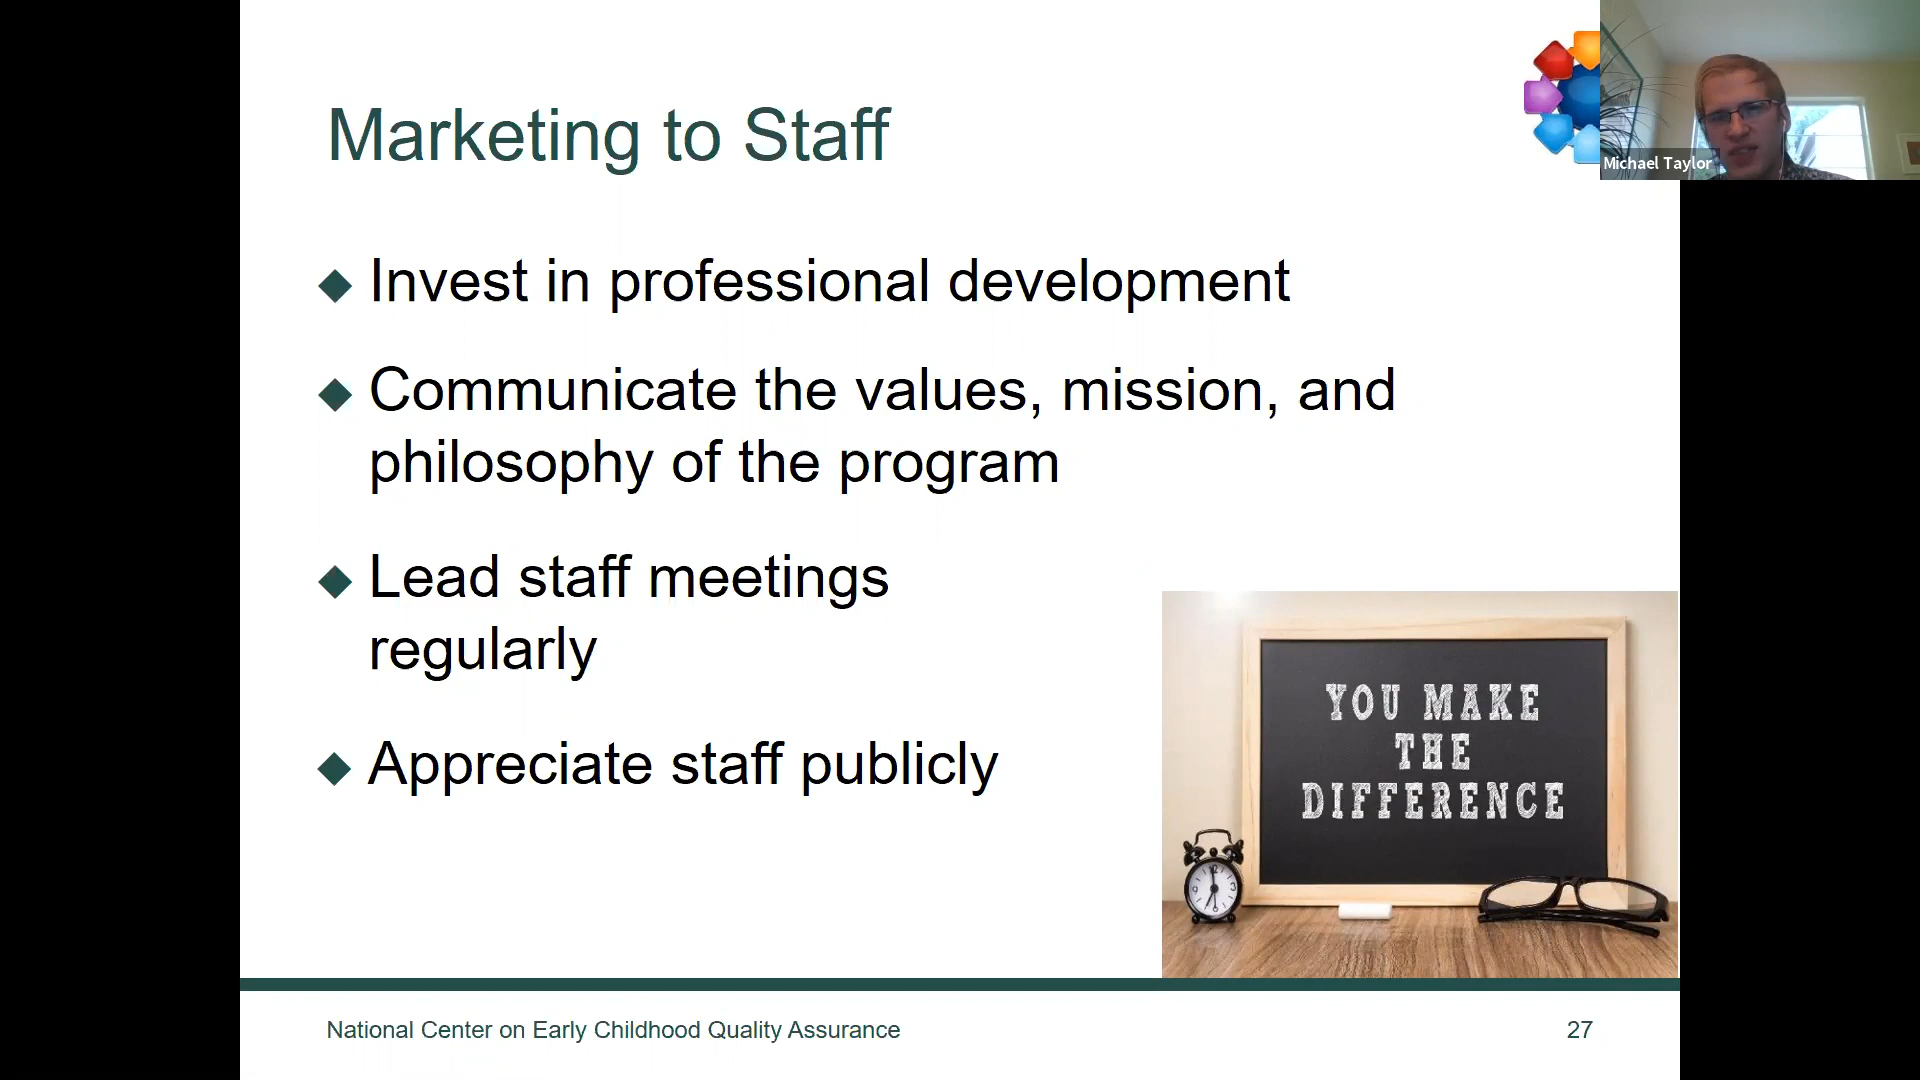 Marketing to Staff
Michael Taylor
Invest in professional development
Communicate the values, mission, and
philosophy of the program
Lead staff meetings
regularly
Appreciate staff publicly
YOU MAKE
THE
DIFFERENCE
National Center on Early Childhood Quality Assurance
27